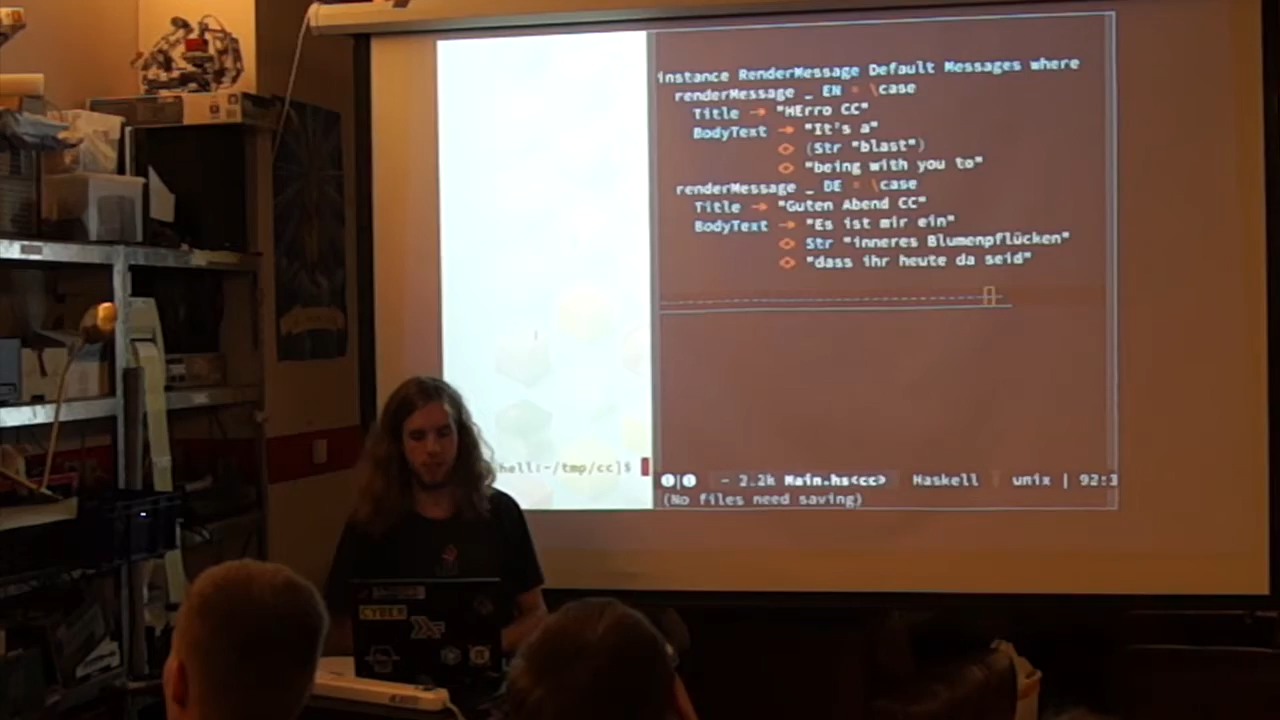 instance RenderMessage Default Messages where
renderMessage _ EN = \case
Title → "HErro CC"
BodyText → "It's a"
<> (Str "blast")
<> "being with you to"
renderMessage _ DE = \case
Title → "Guten Abend CC"
BodyText → "Es ist mir ein"
<> Str "inneres Blumenpflücken"
<> "dass ihr heute da seid"
hell:~/tmp/cc]$
- 2.2k Main.hs<cc> Haskell unix | 92:3
(No files need saving)
CYBER